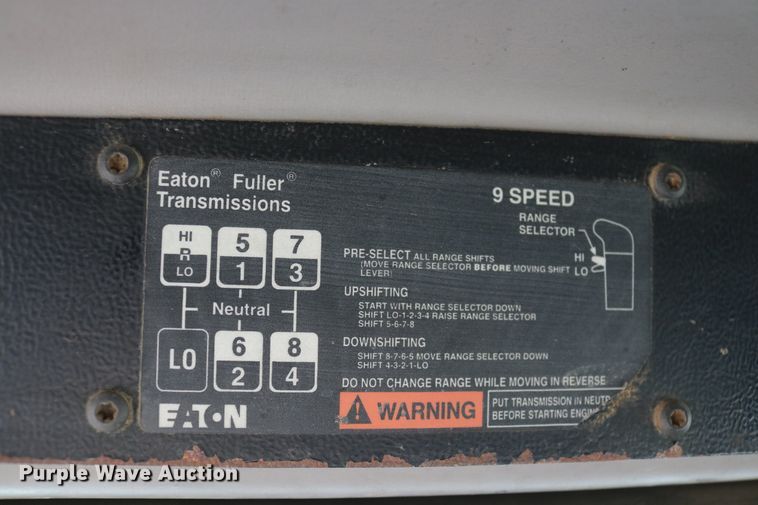 Eaton® Fuller®
Transmissions
9 SPEED
RANGE
SELECTOR
HI
LO
HI
R
LO
5
1
7
3
Neutral
LO
6
2
8
4
PRE-SELECT ALL RANGE SHIFTS
(MOVE RANGE SELECTOR BEFORE MOVING SHIFT
LEVER)
UPSHIFTING
START WITH RANGE SELECTOR DOWN
SHIFT LO-1-2-3-4 RAISE RANGE SELECTOR
SHIFT 5-6-7-8
DOWNSHIFTING
SHIFT 8-7-6-5 MOVE RANGE SELECTOR DOWN
SHIFT 4-3-2-1-LO
DO NOT CHANGE RANGE WHILE MOVING IN REVERSE
WARNING
PUT TRANSMISSION IN NEUTR
BEFORE STARTING ENGINE
EATON
Purple Wave Auction